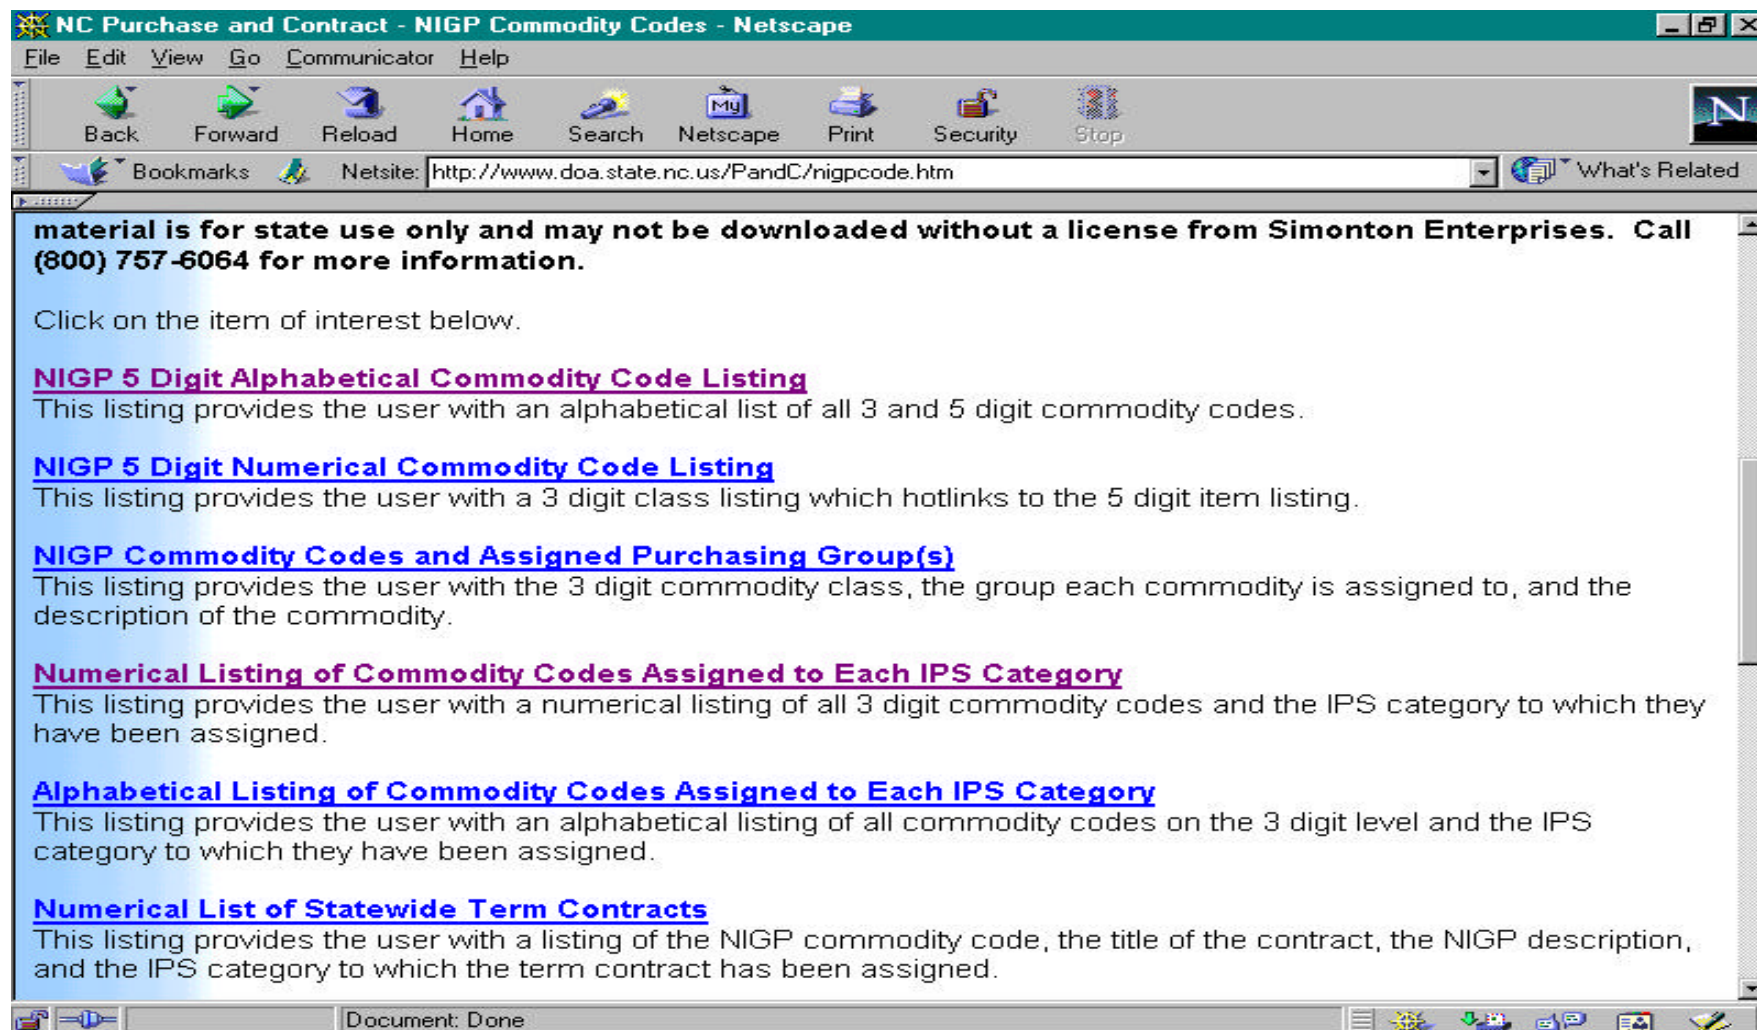 NC Purchase and Contract - NIGP Commodity Codes - Netscape
File Edit View Go Communicator Help
Back Forward Reload Home Search Netscape Print Security Stop
My
N
Bookmarks Netsite: http://www.doa.state.nc.us/PandC/nigpcode.htm What's Related
material is for state use only and may not be downloaded without a license from Simonton Enterprises. Call
(800) 757-6064 for more information.
Click on the item of interest below.
NIGP 5 Digit Alphabetical Commodity Code Listing
This listing provides the user with an alphabetical list of all 3 and 5 digit commodity codes.
NIGP 5 Digit Numerical Commodity Code Listing
This listing provides the user with a 3 digit class listing which hotlinks to the 5 digit item listing.
NIGP Commodity Codes and Assigned Purchasing Group(s)
This listing provides the user with the 3 digit commodity class, the group each commodity is assigned to, and the
description of the commodity.
Numerical Listing of Commodity Codes Assigned to Each IPS Category
This listing provides the user with a numerical listing of all 3 digit commodity codes and the IPS category to which they
have been assigned.
Alphabetical Listing of Commodity Codes Assigned to Each IPS Category
This listing provides the user with an alphabetical listing of all commodity codes on the 3 digit level and the IPS
category to which they have been assigned.
Numerical List of Statewide Term Contracts
This listing provides the user with a listing of the NIGP commodity code, the title of the contract, the NIGP description,
and the IPS category to which the term contract has been assigned.
Document: Done